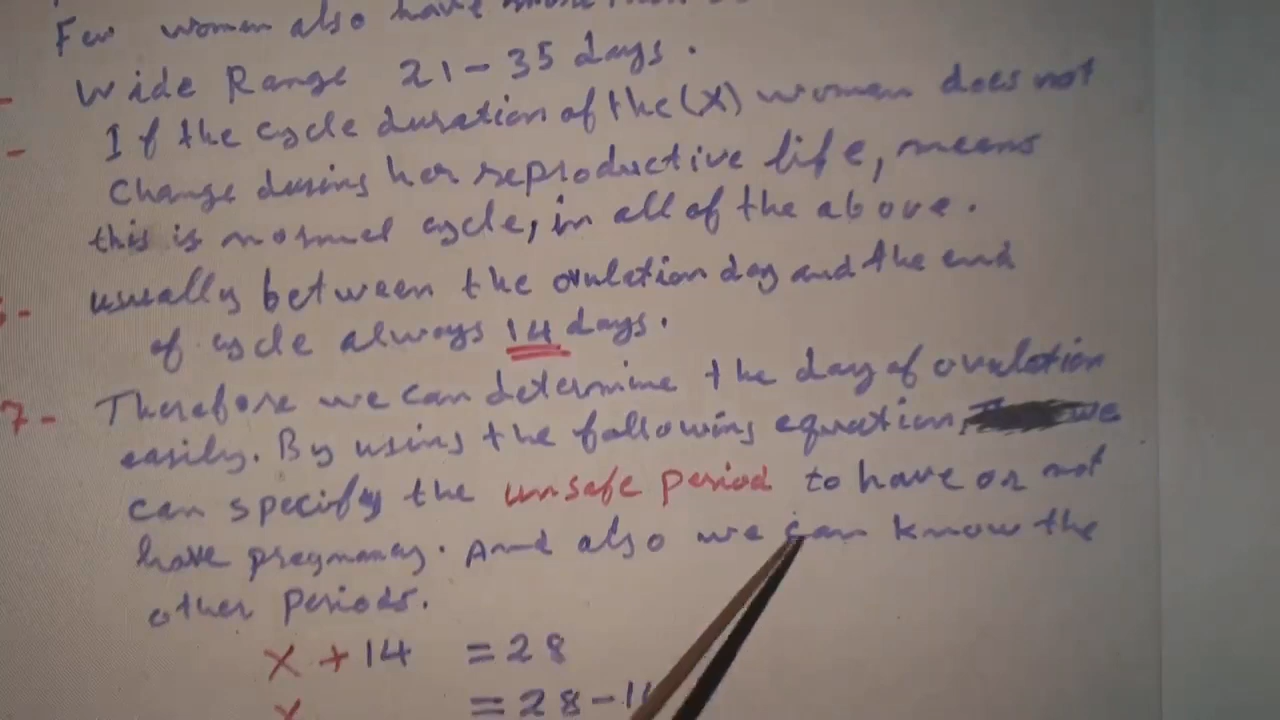 Few women also have more than
- Wide Range 21-35 days.
- If the cycle duration of the (X) women does not
change during her reproductive life, means
this is normal cycle, in all of the above.
- usually between the ovulation day and the end
of cycle always 14 days.
7- Therefore we can determine the day of ovulation
easily. By using the following equation, we
can specify the unsafe period to have or not
have pregnancy. And also we can know the
other periods.
X + 14 = 28
X = 28 - 1